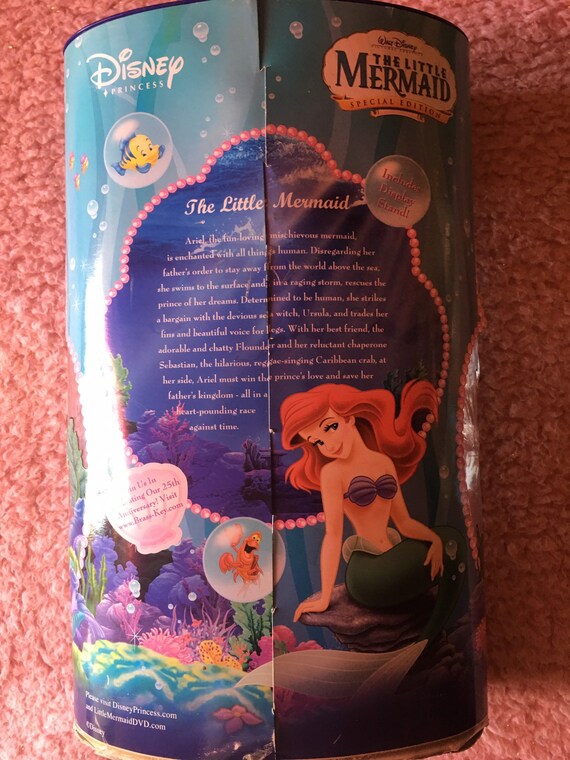 Disney
PRINCESS
Walt Disney
THE LITTLE
MERMAID
SPECIAL EDITION
Includes
Display
Stand!
The Little Mermaid
Ariel, the fun-loving, mischievous mermaid,
is enchanted with all things human. Disregarding her
father's order to stay away from the world above the sea,
she swims to the surface and, in a raging storm, rescues the
prince of her dreams. Determined to be human, she strikes
a bargain with the devious sea witch, Ursula, and trades her
fins and beautiful voice for legs. With her best friend, the
adorable and chatty Flounder and her reluctant chaperone
Sebastian, the hilarious, reggae-singing Caribbean crab, at
her side, Ariel must win the prince's love and save her
father's kingdom - all in a
heart-pounding race
against time.
Us In
Our 25th
Anniversary! Visit
www.Brass-Key.com
Please visit DisneyPrincess.com
and LittleMermaidDVD.com
©Disney